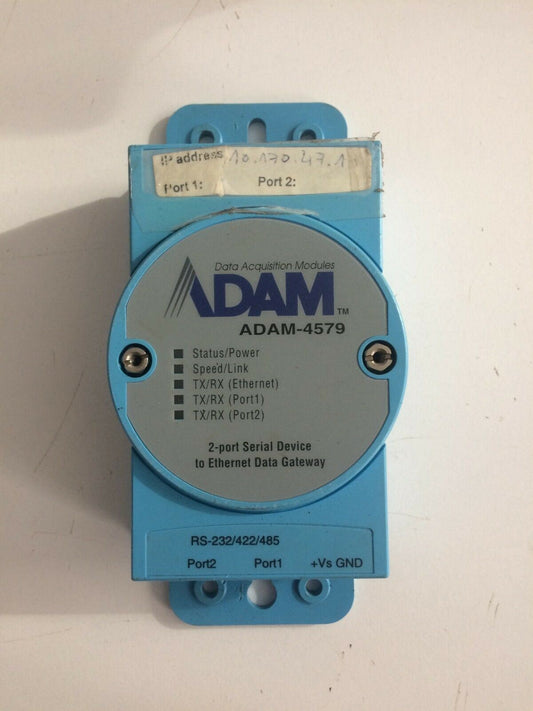 IP address 10.170.47.1
Port 1: Port 2:
Data Acquisition Modules
ADAM™
ADAM-4579
Status/Power
Speed/Link
TX/RX (Ethernet)
TX/RX (Port1)
TX/RX (Port2)
2-port Serial Device
to Ethernet Data Gateway
RS-232/422/485
Port2 Port1 +Vs GND